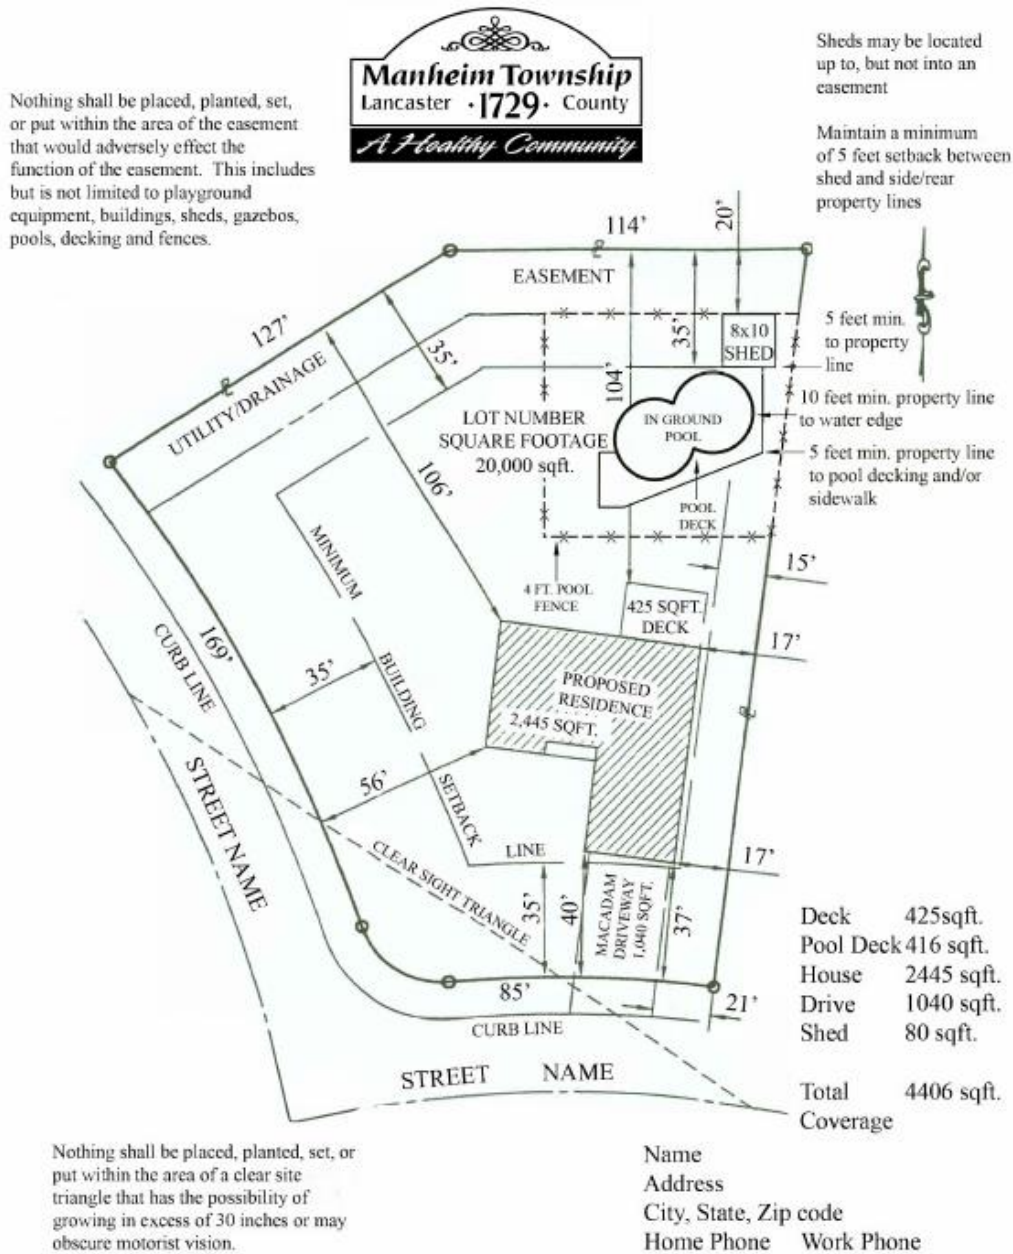 Manheim Township
Lancaster · 1729 · County
A Healthy Community
Nothing shall be placed, planted, set,
or put within the area of the easement
that would adversely effect the
function of the easement. This includes
but is not limited to playground
equipment, buildings, sheds, gazebos,
pools, decking and fences.
Sheds may be located
up to, but not into an
easement
Maintain a minimum
of 5 feet setback between
shed and side/rear
property lines
114'
20'
EASEMENT
127'
35'
35'
8x10
SHED
5 feet min.
to property
line
UTILITY/DRAINAGE
104'
LOT NUMBER
SQUARE FOOTAGE
20,000 sqft.
IN GROUND
POOL
10 feet min. property line
to water edge
5 feet min. property line
to pool decking and/or
sidewalk
106'
POOL
DECK
MINIMUM
4 FT. POOL
FENCE
15'
425 SQFT.
DECK
169'
CURB LINE
35'
BUILDING
17'
PROPOSED
RESIDENCE
2,445 SQFT.
56'
STREET NAME
SETBACK
LINE
CLEAR SIGHT TRIANGLE
17'
35'
40'
MACADAM
DRIVEWAY
1,040 SQFT.
37'
85'
21'
CURB LINE
STREET NAME
Deck 425sqft.
Pool Deck 416 sqft.
House 2445 sqft.
Drive 1040 sqft.
Shed 80 sqft.
Total 4406 sqft.
Coverage
Nothing shall be placed, planted, set, or
put within the area of a clear site
triangle that has the possibility of
growing in excess of 30 inches or may
obscure motorist vision.
Name
Address
City, State, Zip code
Home Phone Work Phone